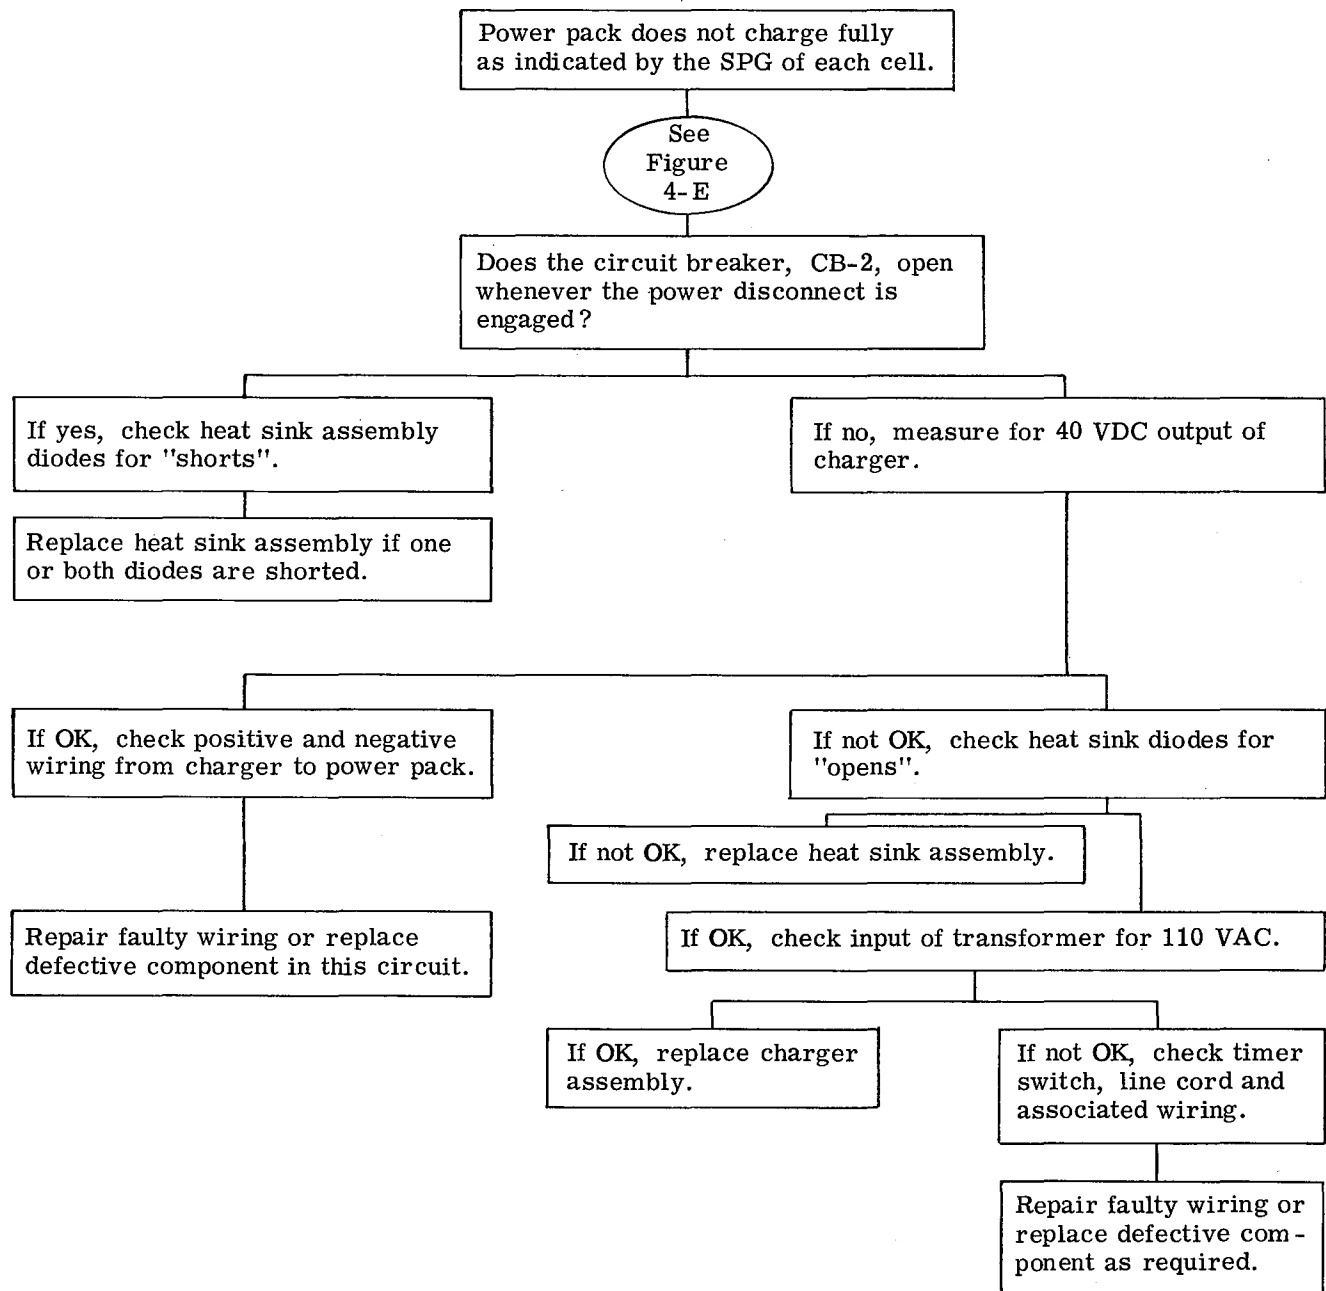 Power pack does not charge fully
as indicated by the SPG of each cell.
See
Figure
4-E
Does the circuit breaker, CB-2, open
whenever the power disconnect is
engaged?
If yes, check heat sink assembly
diodes for "shorts".
If no, measure for 40 VDC output of
charger.
Replace heat sink assembly if one
or both diodes are shorted.
If OK, check positive and negative
wiring from charger to power pack.
If not OK, check heat sink diodes for
"opens".
If not OK, replace heat sink assembly.
Repair faulty wiring or replace
defective component in this circuit.
If OK, check input of transformer for 110 VAC.
If OK, replace charger
assembly.
If not OK, check timer
switch, line cord and
associated wiring.
Repair faulty wiring or
replace defective com-
ponent as required.